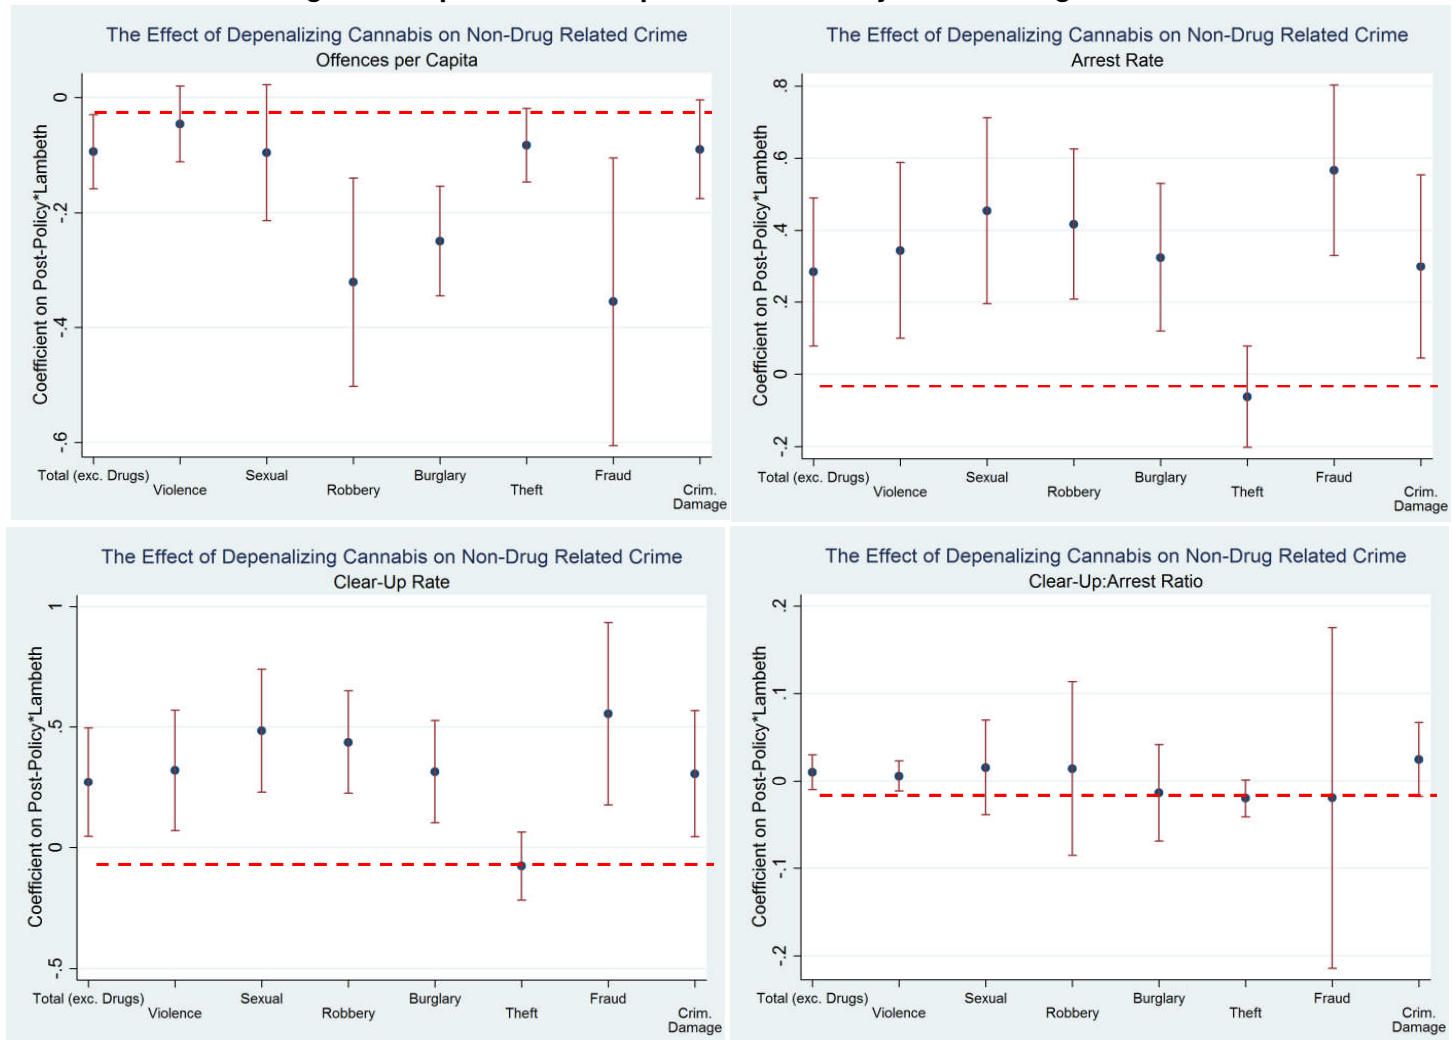 The Effect of Depenalizing Cannabis on Non-Drug Related Crime
Offences per Capita
Coefficient on Post-Policy*Lambeth
0
-.2
-.4
-.6
Total (exc. Drugs)
Violence
Sexual
Robbery
Burglary
Theft
Fraud
Crim.
Damage
The Effect of Depenalizing Cannabis on Non-Drug Related Crime
Arrest Rate
Coefficient on Post-Policy*Lambeth
.8
.6
.4
.2
0
-.2
Total (exc. Drugs)
Violence
Sexual
Robbery
Burglary
Theft
Fraud
Crim.
Damage
The Effect of Depenalizing Cannabis on Non-Drug Related Crime
Clear-Up Rate
Coefficient on Post-Policy*Lambeth
1
.5
0
-.5
Total (exc. Drugs)
Violence
Sexual
Robbery
Burglary
Theft
Fraud
Crim.
Damage
The Effect of Depenalizing Cannabis on Non-Drug Related Crime
Clear-Up:Arrest Ratio
Coefficient on Post-Policy*Lambeth
.2
.1
0
-.1
-.2
Total (exc. Drugs)
Violence
Sexual
Robbery
Burglary
Theft
Fraud
Crim.
Damage